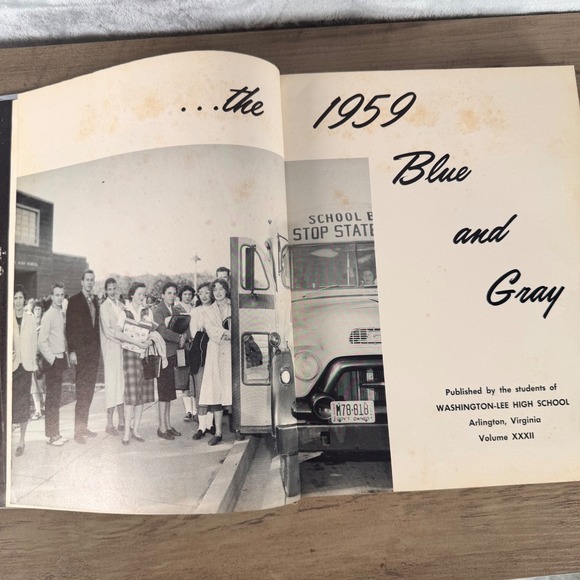 ...the
1959
Blue
and
Gray
SCHOOL B
STOP STATE
M78·818
Published by the students of
WASHINGTON-LEE HIGH SCHOOL
Arlington, Virginia
Volume XXXII